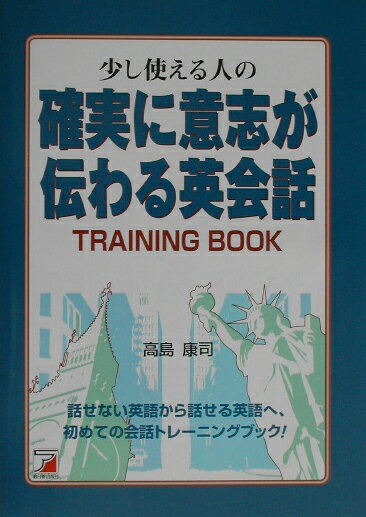 少し使える人の
確実に意志が
伝わる英会話
TRAINING BOOK
高島 康司
話せない英語から話せる英語へ、
初めての会話トレーニングブック!
ア